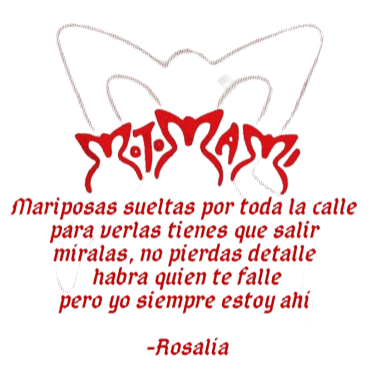 MOTOMAMI
Mariposas sueltas por toda la calle
para verlas tienes que salir
míralas, no pierdas detalle
habra quien te falle
pero yo siempre estoy ahí
-Rosalía